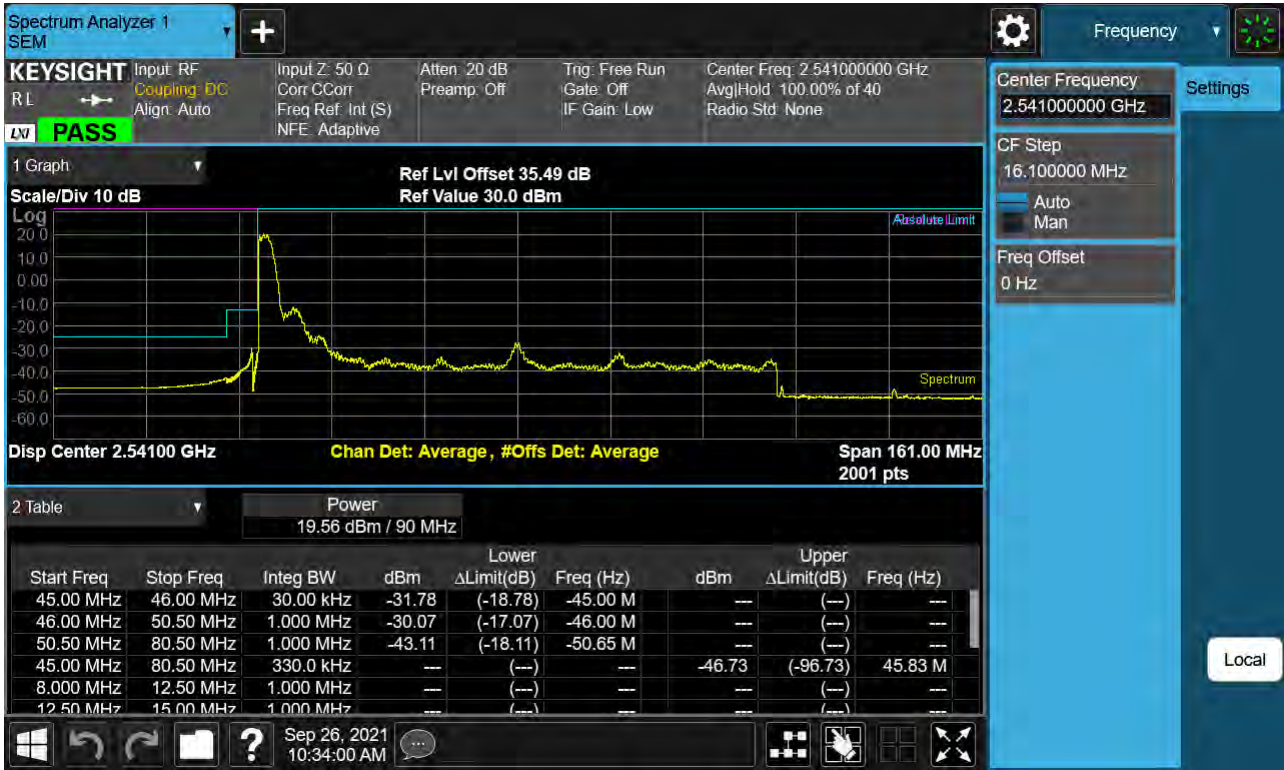 Spectrum Analyzer 1
SEM
Frequency
KEYSIGHT
RL
LXI
PASS
Input: RF
Coupling: DC
Align: Auto
Input Z: 50 Ω
Corr CCorr
Freq Ref: Int (S)
NFE: Adaptive
Atten: 20 dB
Preamp: Off
Trig: Free Run
Gate: Off
IF Gain: Low
Center Freq: 2.541000000 GHz
Avg|Hold: 100.00% of 40
Radio Std: None
Center Frequency
2.541000000 GHz
Settings
CF Step
16.100000 MHz
Auto
Man
Freq Offset
0 Hz
Local
1 Graph
Scale/Div 10 dB
Ref Lvl Offset 35.49 dB
Ref Value 30.0 dBm
Log
Absolute Limit
20.0
10.0
0.00
-10.0
-20.0
-30.0
-40.0
-50.0
-60.0
Spectrum
Disp Center 2.54100 GHz
Chan Det: Average, #Offs Det: Average
Span 161.00 MHz
2001 pts
2 Table
Power
19.56 dBm / 90 MHz
Lower Upper
Start Freq Stop Freq Integ BW dBm ΔLimit(dB) Freq (Hz) dBm ΔLimit(dB) Freq (Hz)
45.00 MHz 46.00 MHz 30.00 kHz -31.78 (-18.78) -45.00 M --- (---) ---
46.00 MHz 50.50 MHz 1.000 MHz -30.07 (-17.07) -46.00 M --- (---) ---
50.50 MHz 80.50 MHz 1.000 MHz -43.11 (-18.11) -50.65 M --- (---) ---
45.00 MHz 80.50 MHz 330.0 kHz --- (---) --- -46.73 (-96.73) 45.83 M
8.000 MHz 12.50 MHz 1.000 MHz --- (---) --- --- (---) ---
12.50 MHz 15.00 MHz 1.000 MHz --- (---) --- --- (---) ---
Sep 26, 2021
10:34:00 AM